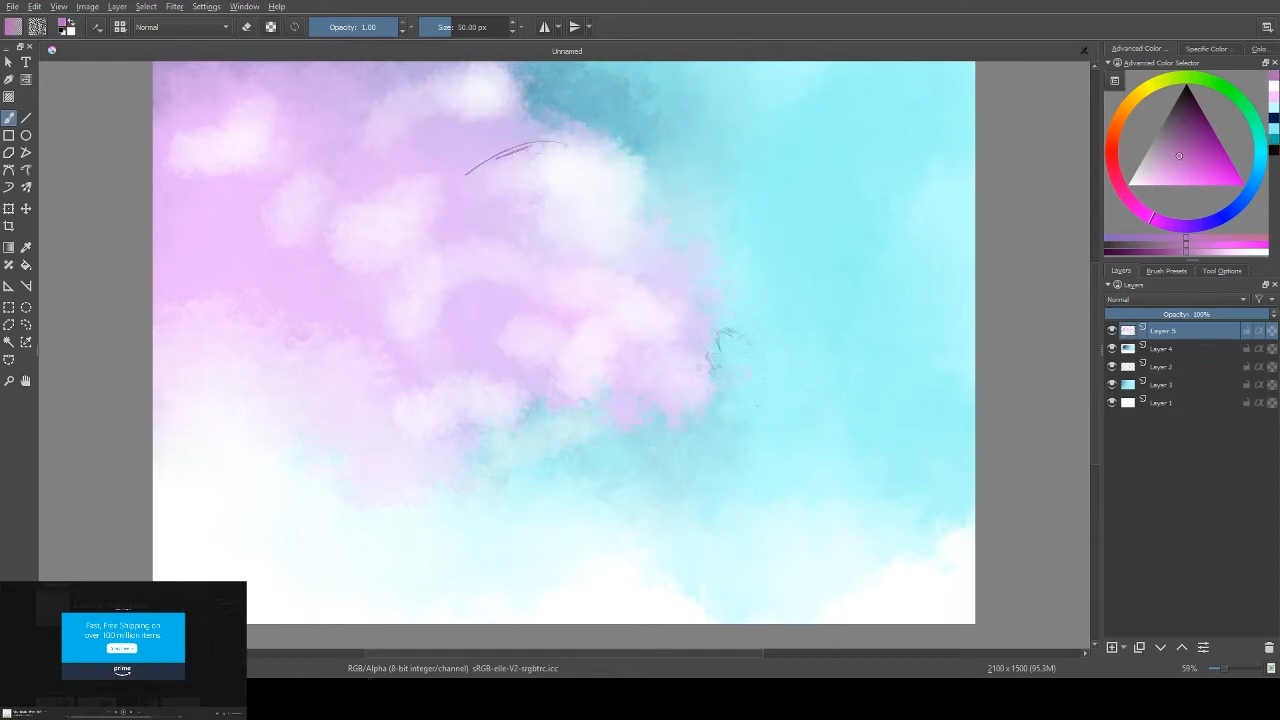 File Edit View Image Layer Select Filter Settings Window Help
Normal Opacity: 1.00 Size: 50.00 px
Unnamed
Advanced Color ... Specific Color ... Colo...
Advanced Color Selector
Layers Brush Presets Tool Options
Layers
Normal
Opacity: 100%
Layer 5
Layer 4
Layer 2
Layer 3
Layer 1
Fast, Free Shipping on
over 100 million items.
prime
RGB/Alpha (8-bit integer/channel) sRGB-elle-V2-srgbtrc.icc 2100 x 1500 (95.3M) 59%